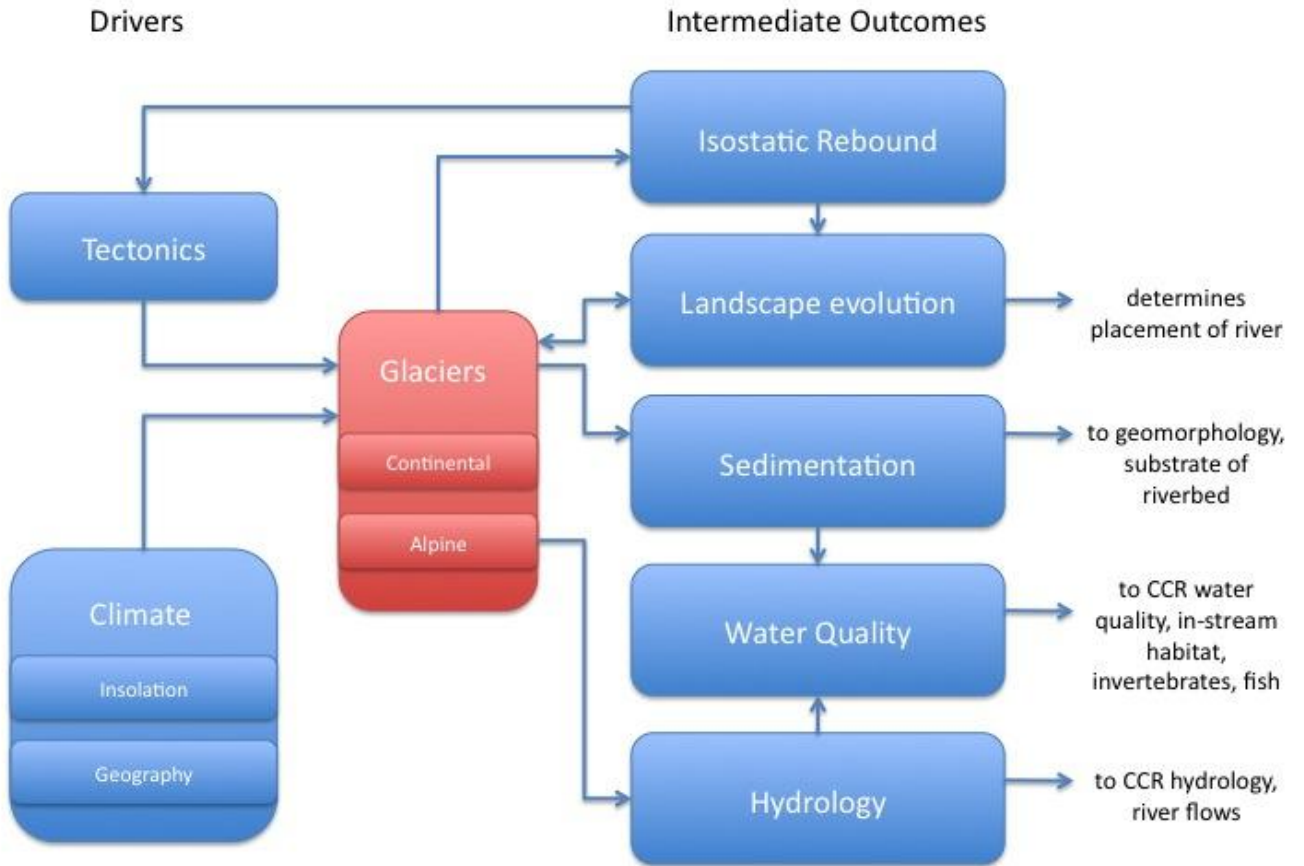 Drivers
Intermediate Outcomes
Isostatic Rebound
Tectonics
Landscape evolution
determines
placement of river
Glaciers
Continental
Alpine
Sedimentation
to geomorphology,
substrate of
riverbed
Climate
Insolation
Geography
Water Quality
to CCR water
quality, in-stream
habitat,
invertebrates, fish
Hydrology
to CCR hydrology,
river flows